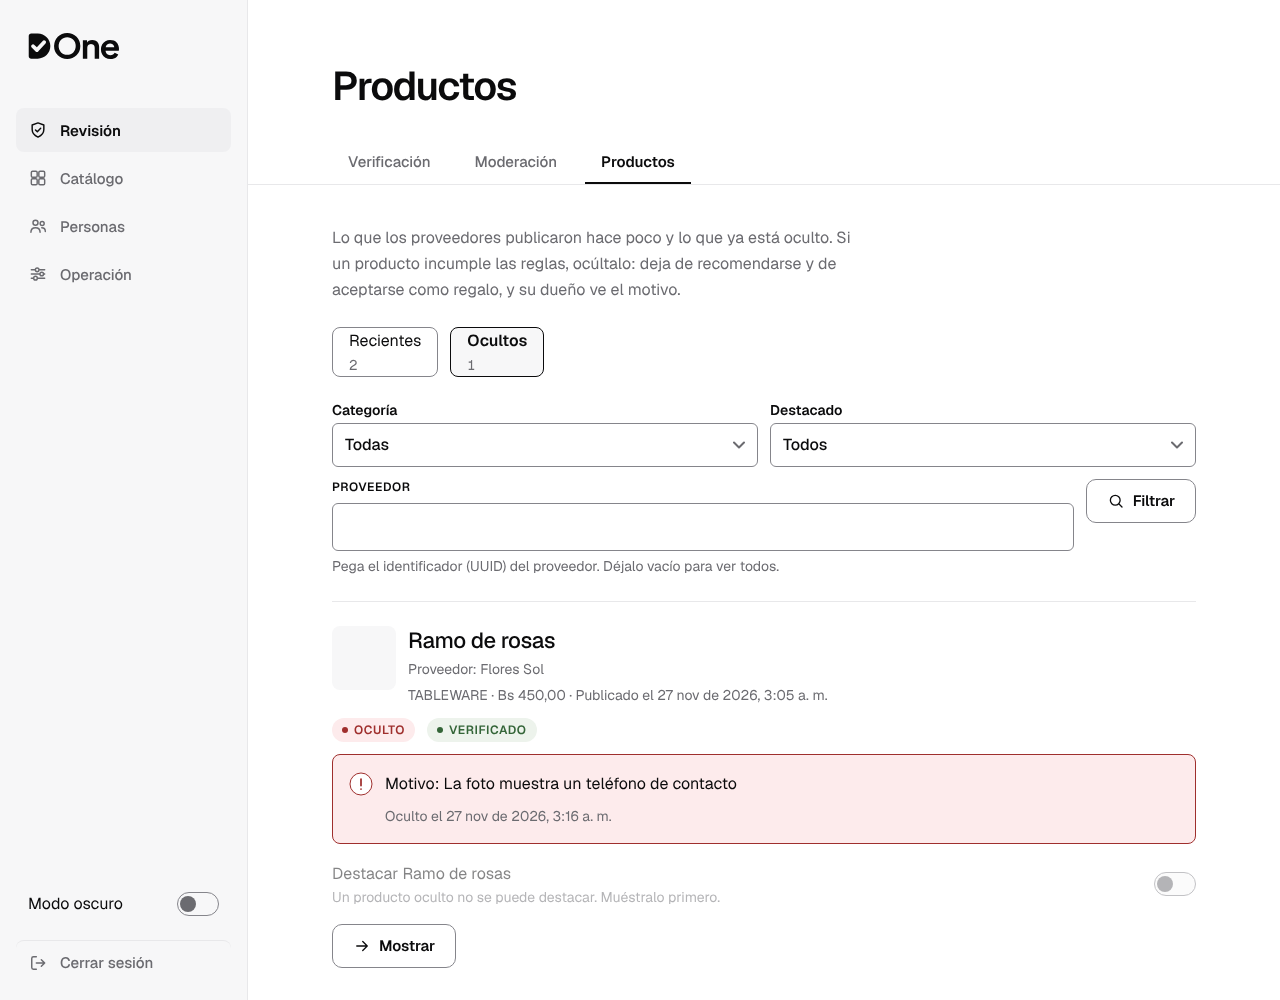 One
Revisión
Catálogo
Personas
Operación
Modo oscuro
Cerrar sesión
Productos
Verificación
Moderación
Productos
Lo que los proveedores publicaron hace poco y lo que ya está oculto. Si
un producto incumple las reglas, ocúltalo: deja de recomendarse y de
aceptarse como regalo, y su dueño ve el motivo.
Recientes
2
Ocultos
1
Categoría
Todas
Destacado
Todos
PROVEEDOR
Filtrar
Pega el identificador (UUID) del proveedor. Déjalo vacío para ver todos.
Ramo de rosas
Proveedor: Flores Sol
TABLEWARE · Bs 450,00 · Publicado el 27 nov de 2026, 3:05 a. m.
OCULTO
VERIFICADO
Motivo: La foto muestra un teléfono de contacto
Oculto el 27 nov de 2026, 3:16 a. m.
Destacar Ramo de rosas
Un producto oculto no se puede destacar. Muéstralo primero.
Mostrar